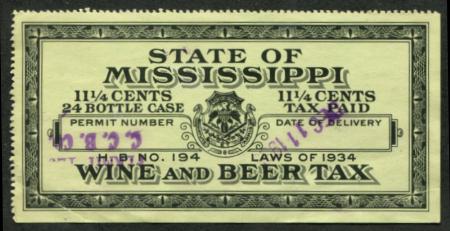 STATE OF
MISSISSIPPI
11¼ CENTS 11¼ CENTS
24 BOTTLE CASE TAX PAID
PERMIT NUMBER DATE OF DELIVERY
C.C.B.C
H.B. NO. 194 LAWS OF 1934
WINE AND BEER TAX